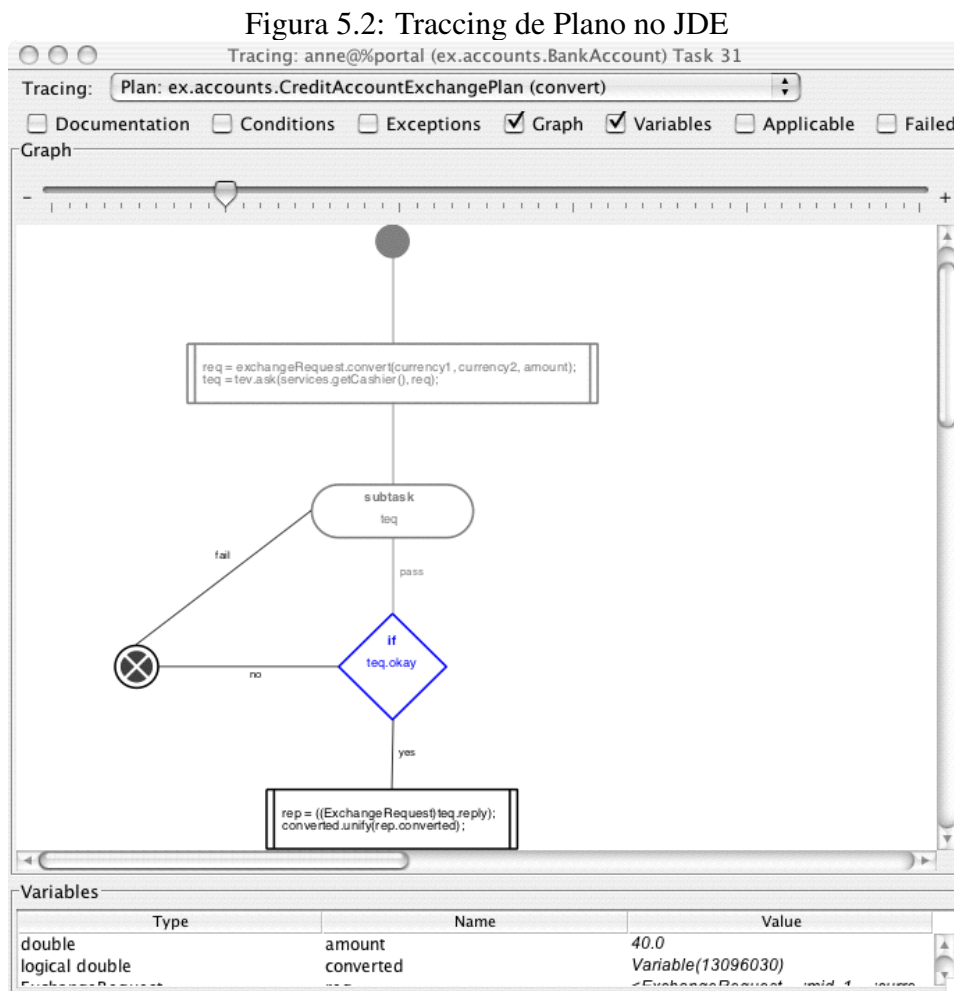 Figura 5.2: Traccing de Plano no JDE
Tracing: anne@%portal (ex.accounts.BankAccount) Task 31
Tracing: Plan: ex.accounts.CreditAccountExchangePlan (convert)
Documentation Conditions Exceptions Graph Variables Applicable Failed
Graph
- +
req = exchangeRequest.convert(currency1, currency2, amount);
teq = tev.ask(services.getCashier(), req);
subtask
teq
fail
pass
if
teq.okay
no
yes
rep = ((ExchangeRequest)teq.reply);
converted.unify(rep.converted);
Variables
Type Name Value
double amount 40.0
logical double converted Variable(13096030)